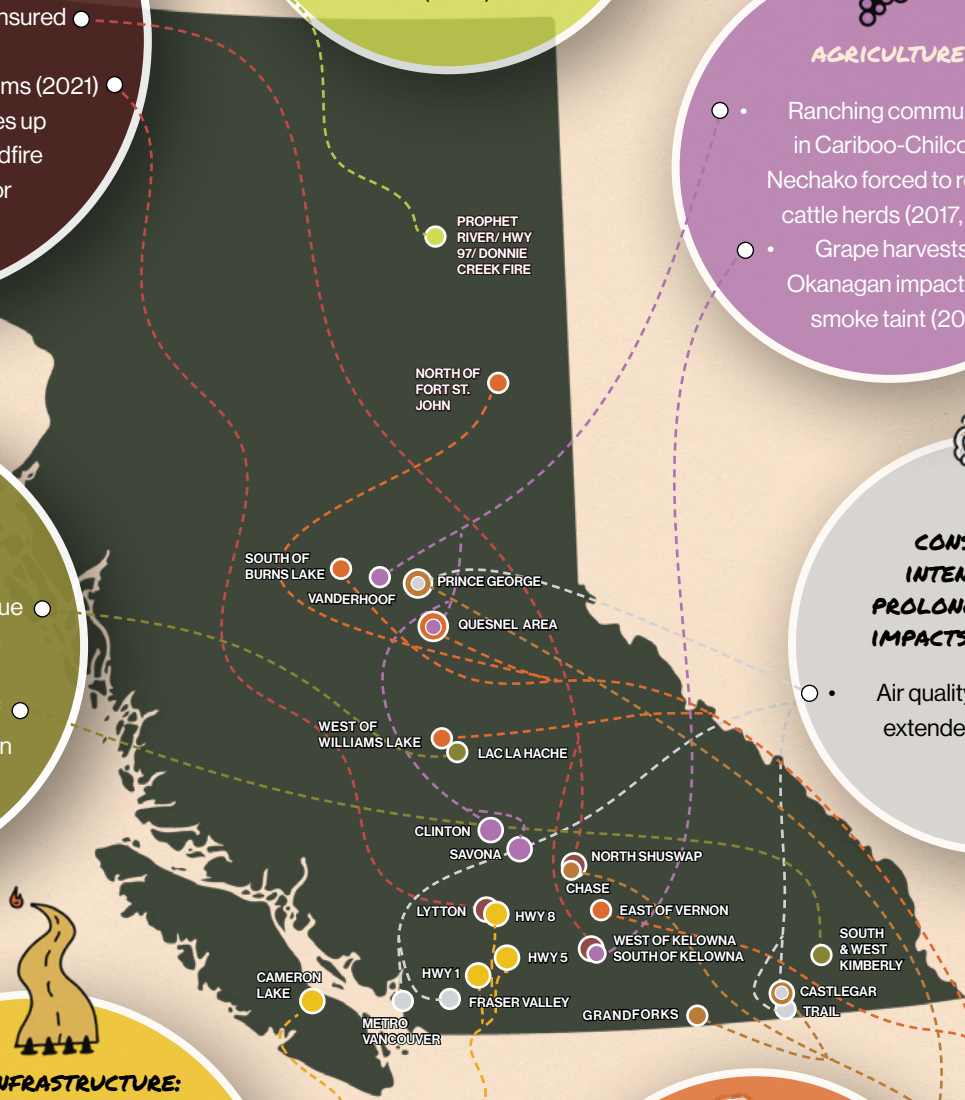 nsured
ms (2021)
es up
dfire
or
AGRICULTURE
Ranching commu
in Cariboo-Chilco
Nechako forced to r
cattle herds (2017,
Grape harvests
Okanagan impact
smoke taint (20
PROPHET
RIVER/ HWY
97/ DONNIE
CREEK FIRE
NORTH OF
FORT ST.
JOHN
CONS
INTEN
PROLON
IMPACTS
Air quality
extende
ue
n
SOUTH OF
BURNS LAKE
VANDERHOOF
PRINCE GEORGE
QUESNEL AREA
WEST OF
WILLIAMS LAKE
LAC LA HACHE
CLINTON
SAVONA
NORTH SHUSWAP
CHASE
LYTTON
HWY 8
EAST OF VERNON
WEST OF KELOWNA
SOUTH OF KELOWNA
HWY 5
HWY 1
SOUTH
& WEST
KIMBERLY
CAMERON
LAKE
FRASER VALLEY
METRO
VANCOUVER
GRANDFORKS
CASTLEGAR
TRAIL
NFRASTRUCTURE: